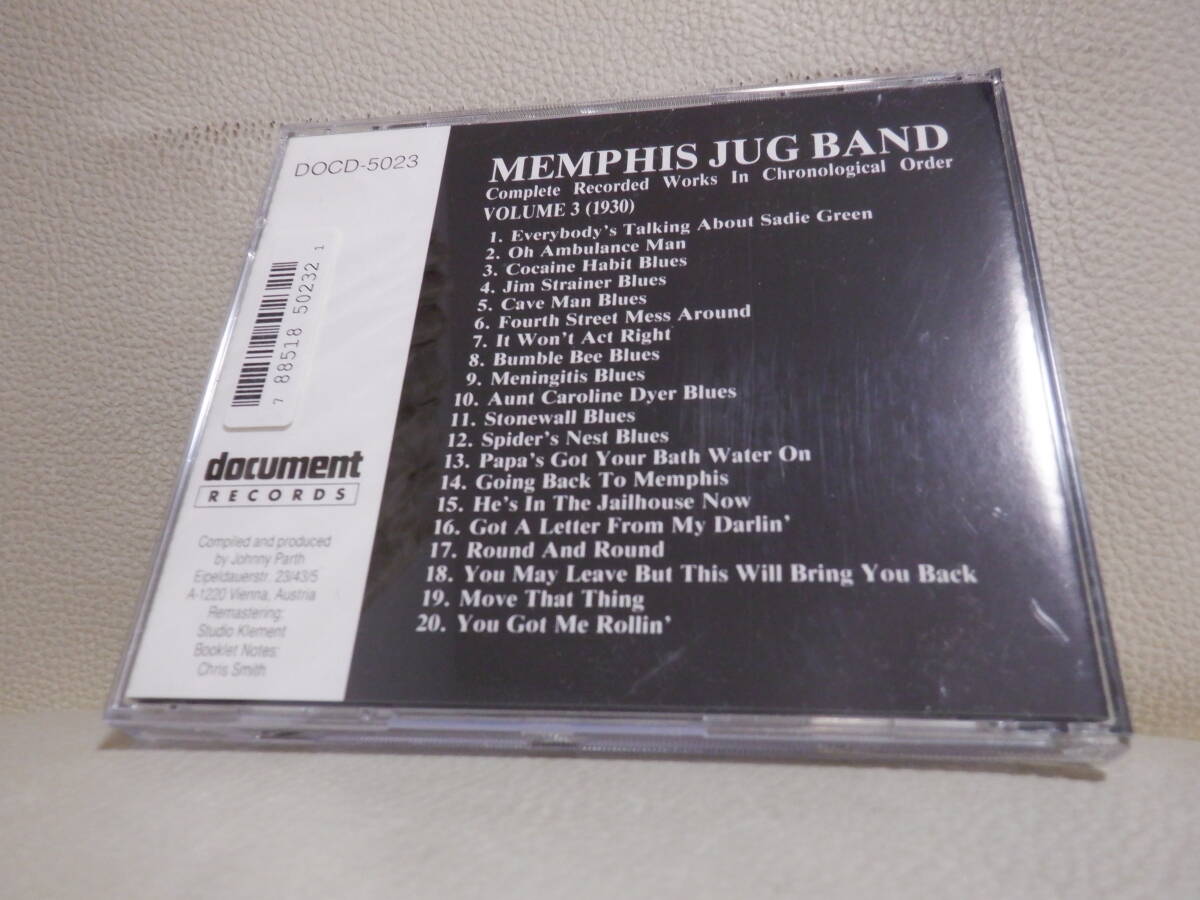 DOCD-5023
7 88518 50232 1
document
RECORDS
Compiled and produced
by Johnny Parth
Eipeldauerstr. 23/43/5
A-1220 Vienna, Austria
Remastering:
Studio Klement
Booklet Notes:
Chris Smith
MEMPHIS JUG BAND
Complete Recorded Works In Chronological Order
VOLUME 3 (1930)
1. Everybody's Talking About Sadie Green
2. Oh Ambulance Man
3. Cocaine Habit Blues
4. Jim Strainer Blues
5. Cave Man Blues
6. Fourth Street Mess Around
7. It Won't Act Right
8. Bumble Bee Blues
9. Meningitis Blues
10. Aunt Caroline Dyer Blues
11. Stonewall Blues
12. Spider's Nest Blues
13. Papa's Got Your Bath Water On
14. Going Back To Memphis
15. He's In The Jailhouse Now
16. Got A Letter From My Darlin'
17. Round And Round
18. You May Leave But This Will Bring You Back
19. Move That Thing
20. You Got Me Rollin'